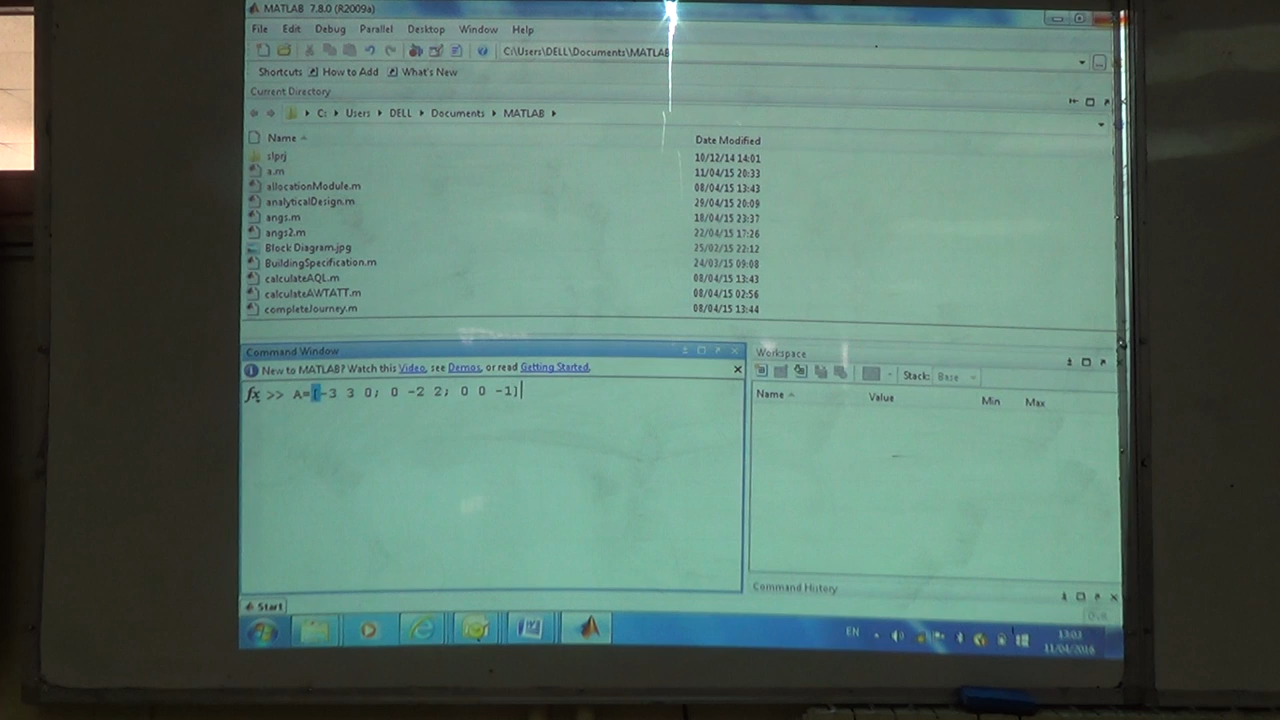 MATLAB 7.8.0 (R2009a)
File Edit Debug Parallel Desktop Window Help
C:\Users\DELL\Documents\MATLAB
Shortcuts How to Add What's New
Current Directory
C: Users DELL Documents MATLAB
Name Date Modified
slprj 10/12/14 14:01
a.m 11/04/15 20:33
allocationModule.m 08/04/15 13:43
analyticalDesign.m 29/04/15 20:09
angs.m 18/04/15 23:37
angs2.m 22/04/15 17:26
Block Diagram.jpg 25/02/15 22:12
BuildingSpecification.m 24/03/15 09:08
calculateAQL.m 08/04/15 13:43
calculateAWTATT.m 08/04/15 02:56
completeJourney.m 08/04/15 13:44
Command Window
New to MATLAB? Watch this Video, see Demos, or read Getting Started.
fx >> A=[-3 3 0; 0 -2 2; 0 0 -1]
Workspace
Stack: Base
Name Value Min Max
Command History
Start
OVR
EN
13:03
11/04/2016